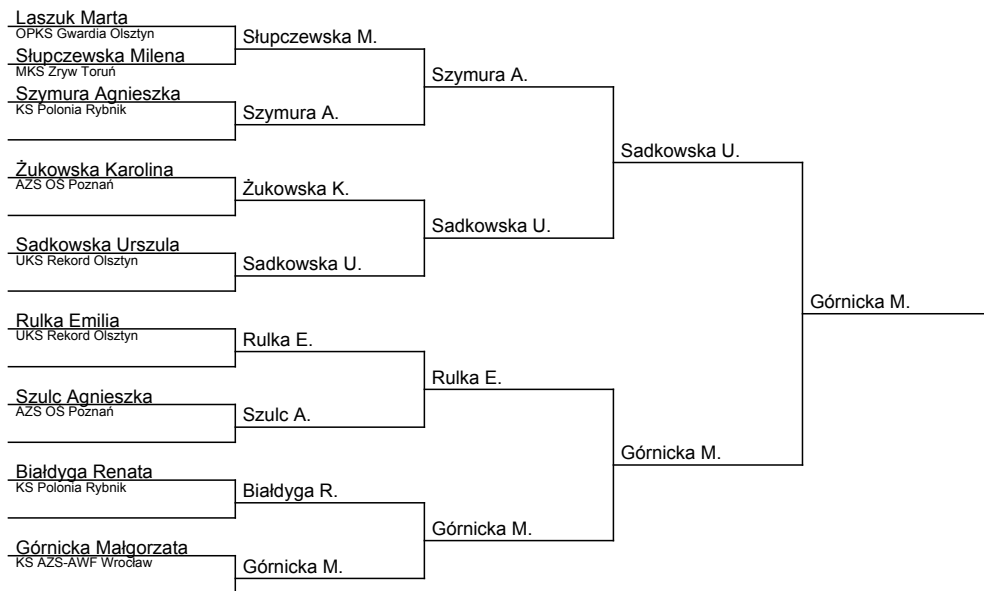 Laszuk Marta
OPKS Gwardia Olsztyn
Słupczewska M.
Słupczewska Milena
MKS Zryw Toruń
Szymura A.
Szymura Agnieszka
KS Polonia Rybnik
Szymura A.
Sadkowska U.
Żukowska Karolina
AZS OŚ Poznań
Żukowska K.
Sadkowska U.
Sadkowska Urszula
UKS Rekord Olsztyn
Sadkowska U.
Górnicka M.
Rulka Emilia
UKS Rekord Olsztyn
Rulka E.
Rulka E.
Szulc Agnieszka
AZS OŚ Poznań
Szulc A.
Górnicka M.
Białdyga Renata
KS Polonia Rybnik
Białdyga R.
Górnicka M.
Górnicka Małgorzata
KS AZS-AWF Wrocław
Górnicka M.